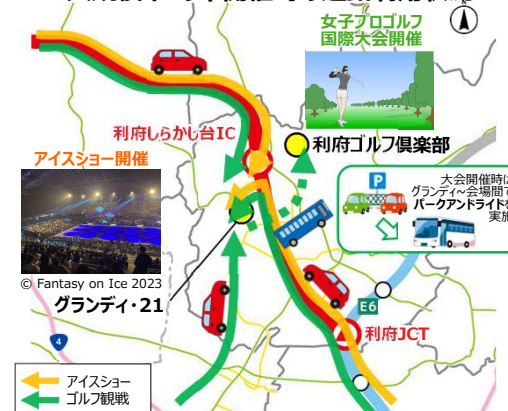 女子プロゴルフ
国際大会開催
利府しらかし台IC
利府ゴルフ倶楽部
アイスショー開催
P
大会開催時は
グランディ~会場間で
パークアンドライドを
実施
© Fantasy on Ice 2023
グランディ・21
E6
利府JCT
4
アイスショー
ゴルフ観戦